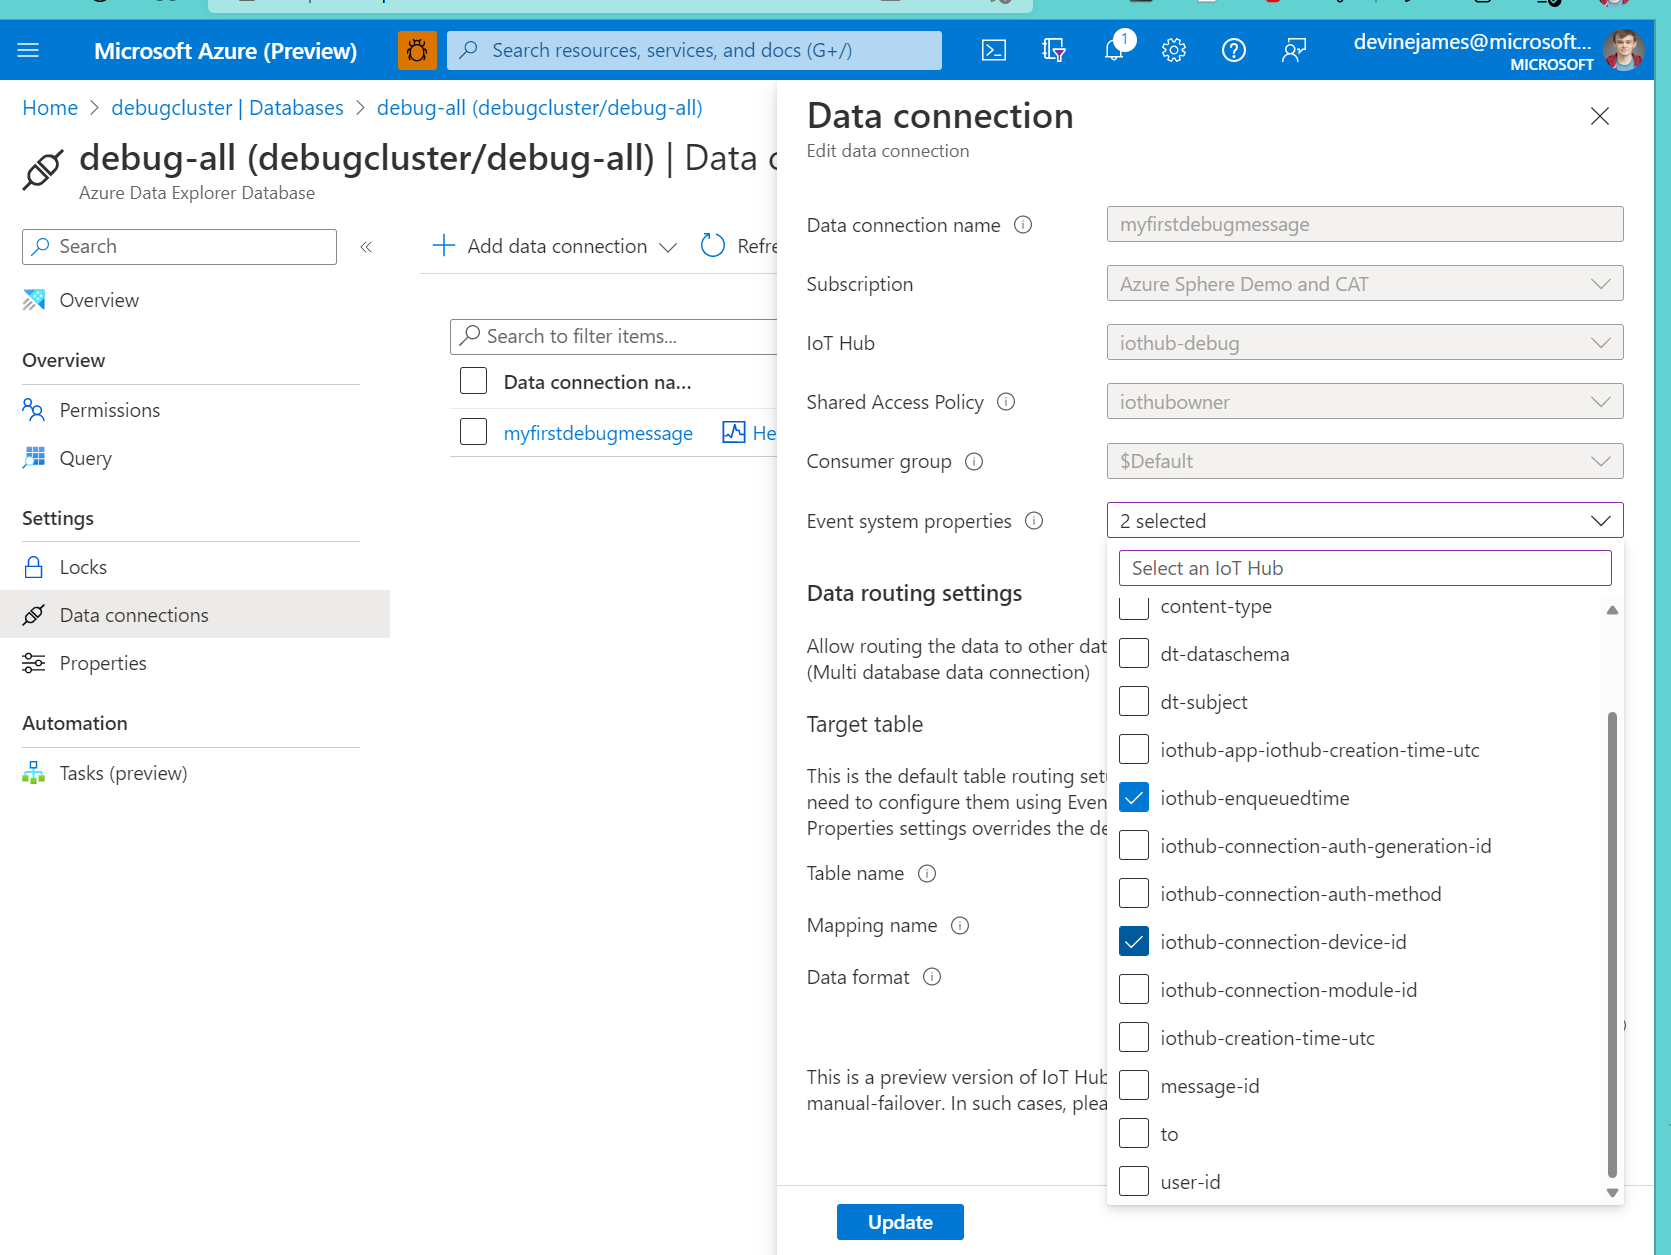 Microsoft Azure (Preview)
Search resources, services, and docs (G+/)
1
devinejames@microsoft...
MICROSOFT
Home > debugcluster | Databases > debug-all (debugcluster/debug-all)
debug-all (debugcluster/debug-all) | Data
Azure Data Explorer Database
Search
«
Overview
Overview
Permissions
Query
Settings
Locks
Data connections
Properties
Automation
Tasks (preview)
Add data connection
Refre
Search to filter items...
Data connection na...
myfirstdebugmessage
He
Data connection
Edit data connection
Data connection name
myfirstdebugmessage
Subscription
Azure Sphere Demo and CAT
IoT Hub
iothub-debug
Shared Access Policy
iothubowner
Consumer group
$Default
Event system properties
2 selected
Select an IoT Hub
content-type
dt-dataschema
dt-subject
iothub-app-iothub-creation-time-utc
iothub-enqueuedtime
iothub-connection-auth-generation-id
iothub-connection-auth-method
iothub-connection-device-id
iothub-connection-module-id
iothub-creation-time-utc
message-id
to
user-id
Data routing settings
Allow routing the data to other dat
(Multi database data connection)
Target table
This is the default table routing set
need to configure them using Even
Properties settings overrides the de
Table name
Mapping name
Data format
This is a preview version of IoT Hub
manual-failover. In such cases, plea
Update